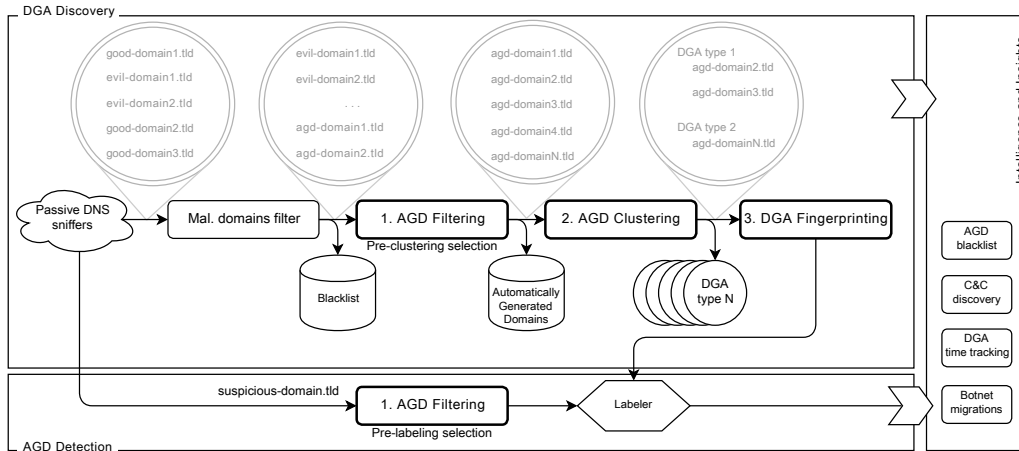 DGA Discovery
good-domain1.tld
evil-domain1.tld
evil-domain2.tld
good-domain2.tld
good-domain3.tld
evil-domain1.tld
evil-domain2.tld
...
agd-domain1.tld
agd-domain2.tld
agd-domain1.tld
agd-domain2.tld
agd-domain3.tld
agd-domain4.tld
agd-domainN.tld
DGA type 1
agd-domain2.tld
agd-domain3.tld
DGA type 2
agd-domainN.tld
Passive DNS
sniffers
Mal. domains filter
1. AGD Filtering
Pre-clustering selection
2. AGD Clustering
3. DGA Fingerprinting
Blacklist
Automatically
Generated
Domains
DGA
type N
suspicious-domain.tld
1. AGD Filtering
Pre-labeling selection
Labeler
AGD Detection
Intelligence and Insights
AGD
blacklist
C&C
discovery
DGA
time tracking
Botnet
migrations